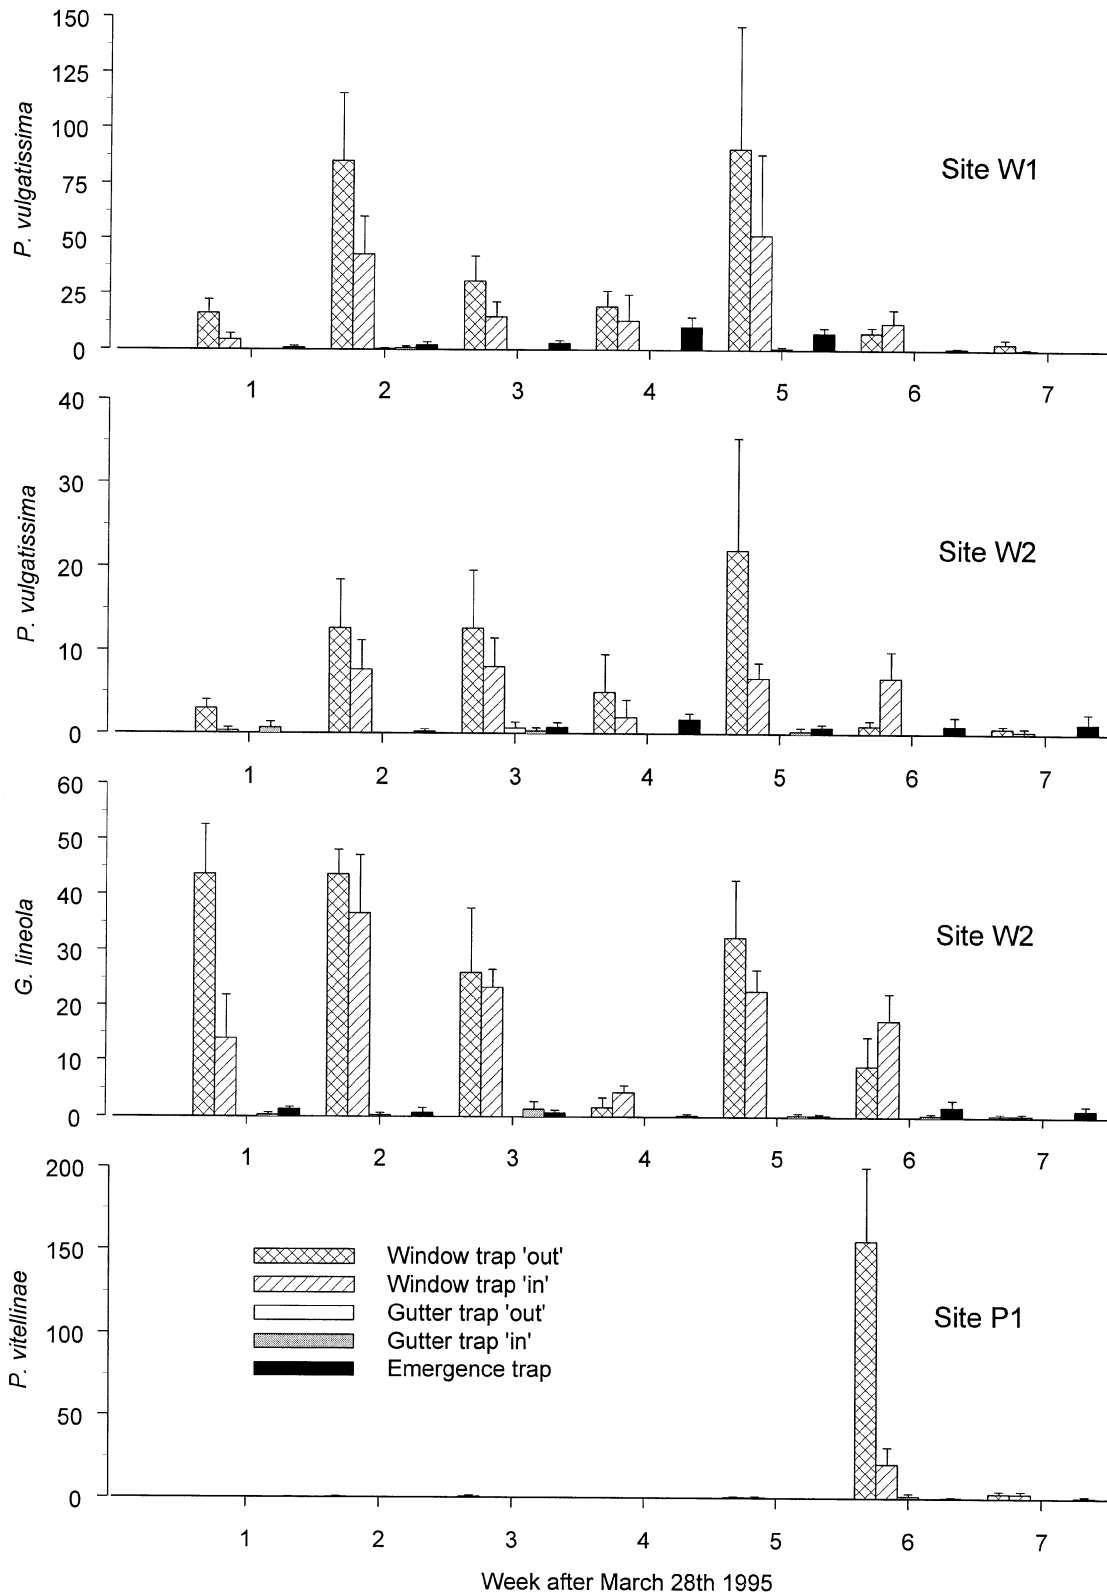 150
125
100
75
50
25
0
P. vulgatissima
Site W1
1 2 3 4 5 6 7
40
30
20
10
0
P. vulgatissima
Site W2
1 2 3 4 5 6 7
60
50
40
30
20
10
0
G. lineola
Site W2
1 2 3 4 5 6 7
200
150
100
50
0
P. vitellinae
Window trap 'out'
Window trap 'in'
Gutter trap 'out'
Gutter trap 'in'
Emergence trap
Site P1
1 2 3 4 5 6 7
Week after March 28th 1995